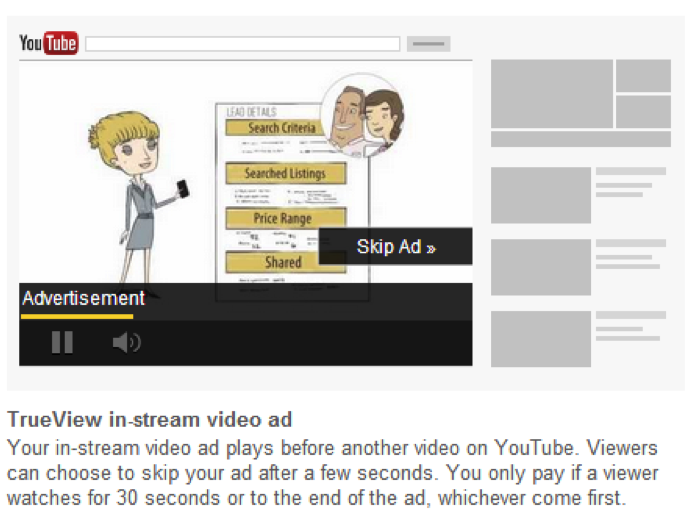 YouTube
LEAD DETAILS
Search Criteria
Searched Listings
Price Range
Skip Ad »
Shared
Advertisement
TrueView in-stream video ad
Your in-stream video ad plays before another video on YouTube. Viewers
can choose to skip your ad after a few seconds. You only pay if a viewer
watches for 30 seconds or to the end of the ad, whichever come first.